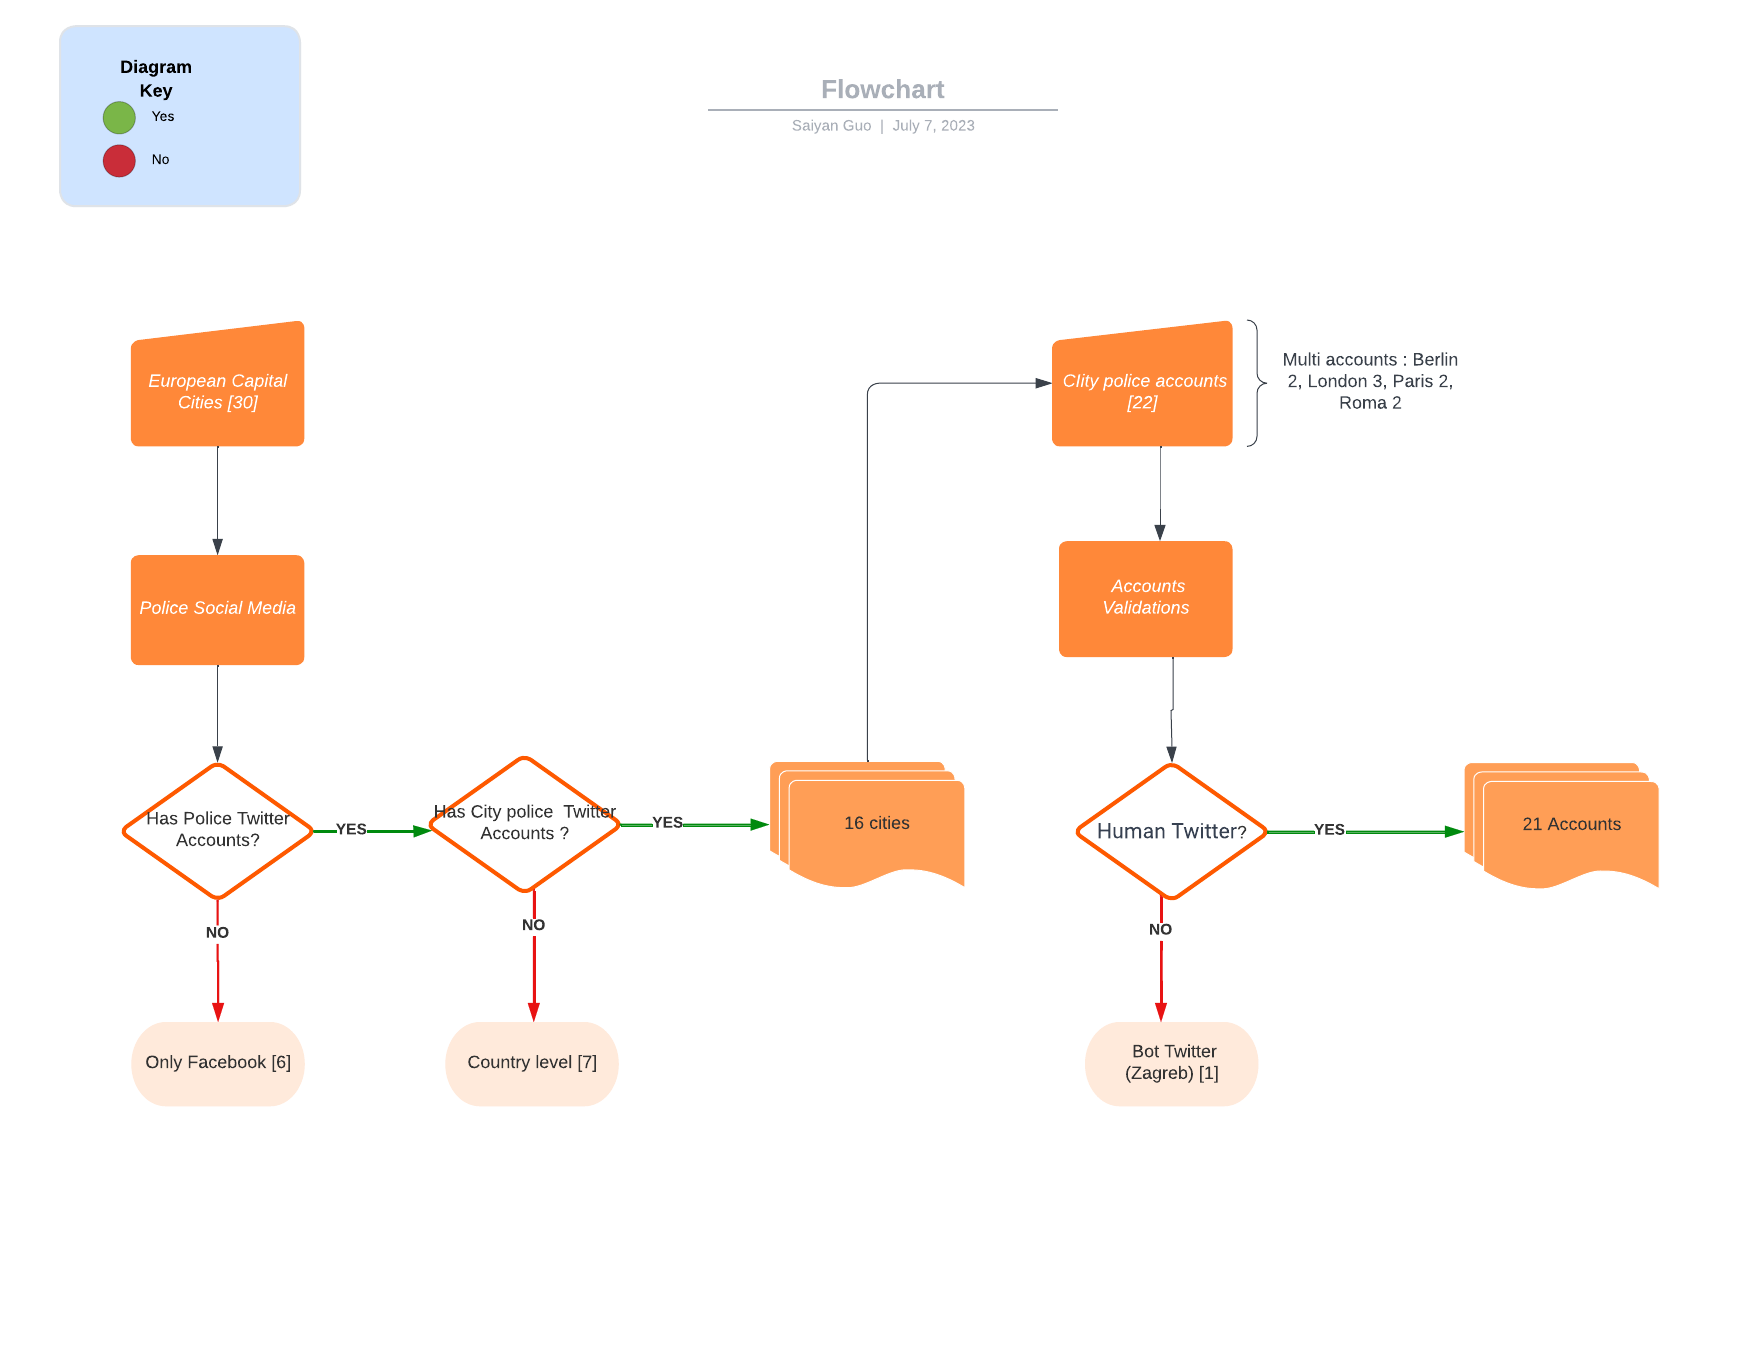 Diagram
Key
Yes
No
Flowchart
Saiyan Guo | July 7, 2023
European Capital
Cities [30]
Police Social Media
Has Police Twitter
Accounts?
YES
NO
Only Facebook [6]
Has City police Twitter
Accounts ?
YES
NO
Country level [7]
16 cities
CIity police accounts
[22]
Multi accounts : Berlin
2, London 3, Paris 2,
Roma 2
Accounts
Validations
Human Twitter?
YES
NO
Bot Twitter
(Zagreb) [1]
21 Accounts